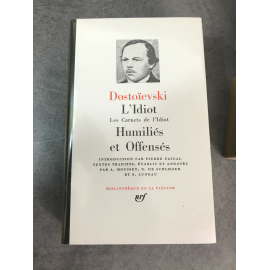 Dostoïevski
L'Idiot
Les Carnets de l'Idiot
Humiliés
et Offensés
INTRODUCTION PAR PIERRE PASCAL
TEXTES TRADUITS, ÉTABLIS ET ANNOTÉS
PAR A. MOUSSET, B. DE SCHLŒZER
ET S. LUNEAU
BIBLIOTHÈQUE DE LA PLÉIADE
nrf